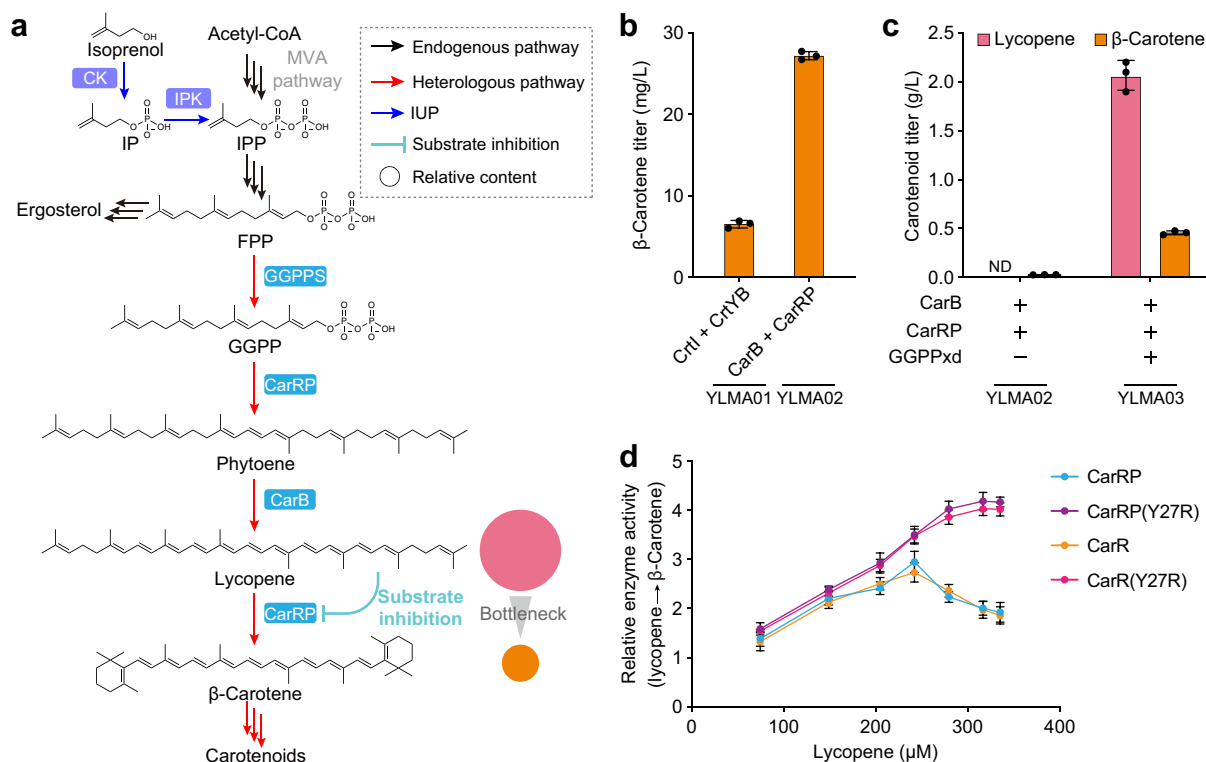 a
Isoprenol
OH
CK
IPK
IP
IPP
Acetyl-CoA
MVA
pathway
Endogenous pathway
Heterologous pathway
IUP
Substrate inhibition
Relative content
Ergosterol
FPP
GGPPS
GGPP
CarRP
Phytoene
CarB
Lycopene
CarRP
Substrate
inhibition
Bottleneck
β-Carotene
Carotenoids
b
β-Carotene titer (mg/L)
30
20
10
0
CrtI + CrtYB
CarB + CarRP
YLMA01 YLMA02
c
Lycopene β-Carotene
Carotenoid titer (g/L)
2.5
2.0
1.5
1.0
0.5
0.0
ND
CarB + +
CarRP + +
GGPPxd − +
YLMA02 YLMA03
d
Relative enzyme activity
(lycopene → β-Carotene)
5
4
3
2
1
0
0 100 200 300 400
Lycopene (μM)
CarRP
CarRP(Y27R)
CarR
CarR(Y27R)